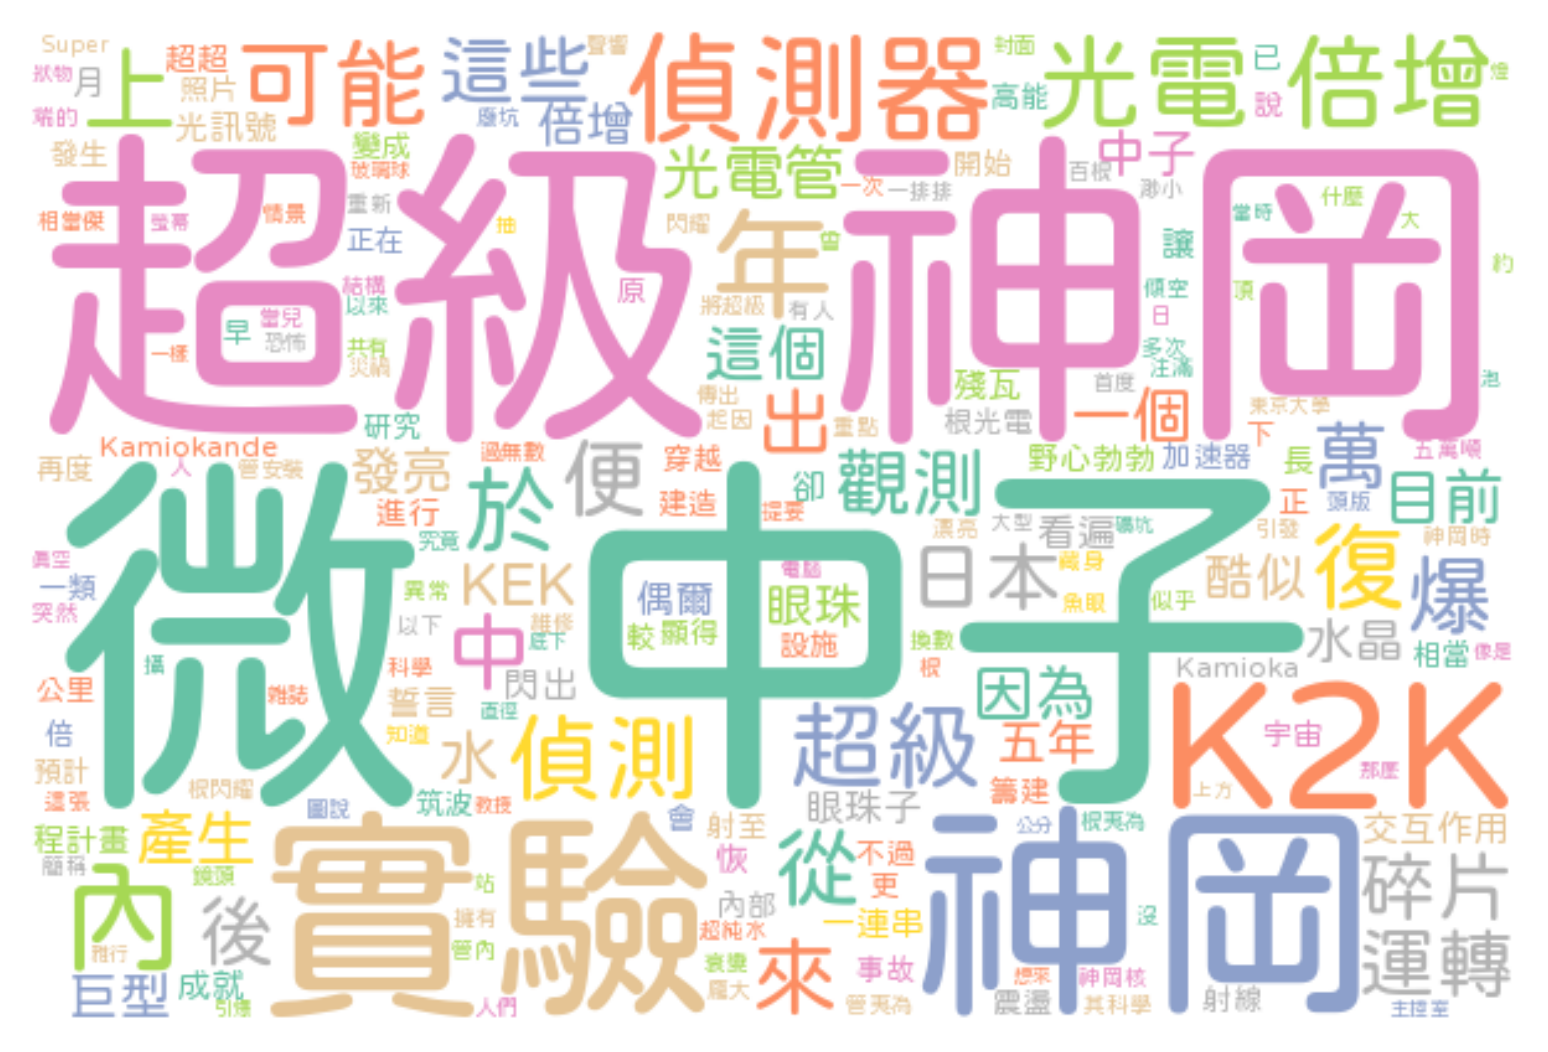 Super
狀物
月
上
超超
照片
可能
這些
聲響
偵測器
封面
高能
光電
已
說
倍增
燈
端的
光訊號
廳坑
倍增
發生
變成
玻璃球
光電管
一次
一排排
開始
中子
百根
渺小
超級神岡
相當傑
螢幕
情景
重新
正在
抽
閃耀
年
曾
讓
當時
什麼
大
約
結構
以來
原
將超級
有人
傾空
日
頂
早
當兒
恐怖
一樣
共有
災禍
這個
多次
注滿
首度
泡
研究
傳出
起因
出
重點
殘瓦
根光電
一個
東京大學
下
Kamiokande
人
再度
管安裝
發亮
過無數
便
穿越
卻
觀測
野心勃勃
加速器
長
萬
五萬噸
進行
於
建造
提要
漂亮
大型
看遍
礦坑
引發
正
頭版
目前
神岡時
究竟
微中子
真空
一類
突然
異常
KEK
偶爾
電腦
眼珠
日本
藏身
魚眼
似乎
酷似
復
爆
以下
中
維修
底下
較
顯得
設施
換數
根
水晶
相當
像是
攝
科學
閃出
因為
Kamioka
公里
雜誌
誓言
直徑
倍
知道
水
偵測
超級
五年
K2K
宇宙
那麼
預計
這張
根閃耀
圖說
筑波
教授
眼珠子
籌建
上方
程計畫
產生
實驗
會
射至
從
不過
神岡
公分
根夷為
交互作用
簡稱
鏡頭
恢
更
碎片
內
後
站
擁有
管內
內部
超純水
一連串
沒
運轉
雅行
巨型
成就
引爆
人們
衰變
龐大
來
事故
管夷為
想來
震盪
神岡核
其科學
射線
主控室